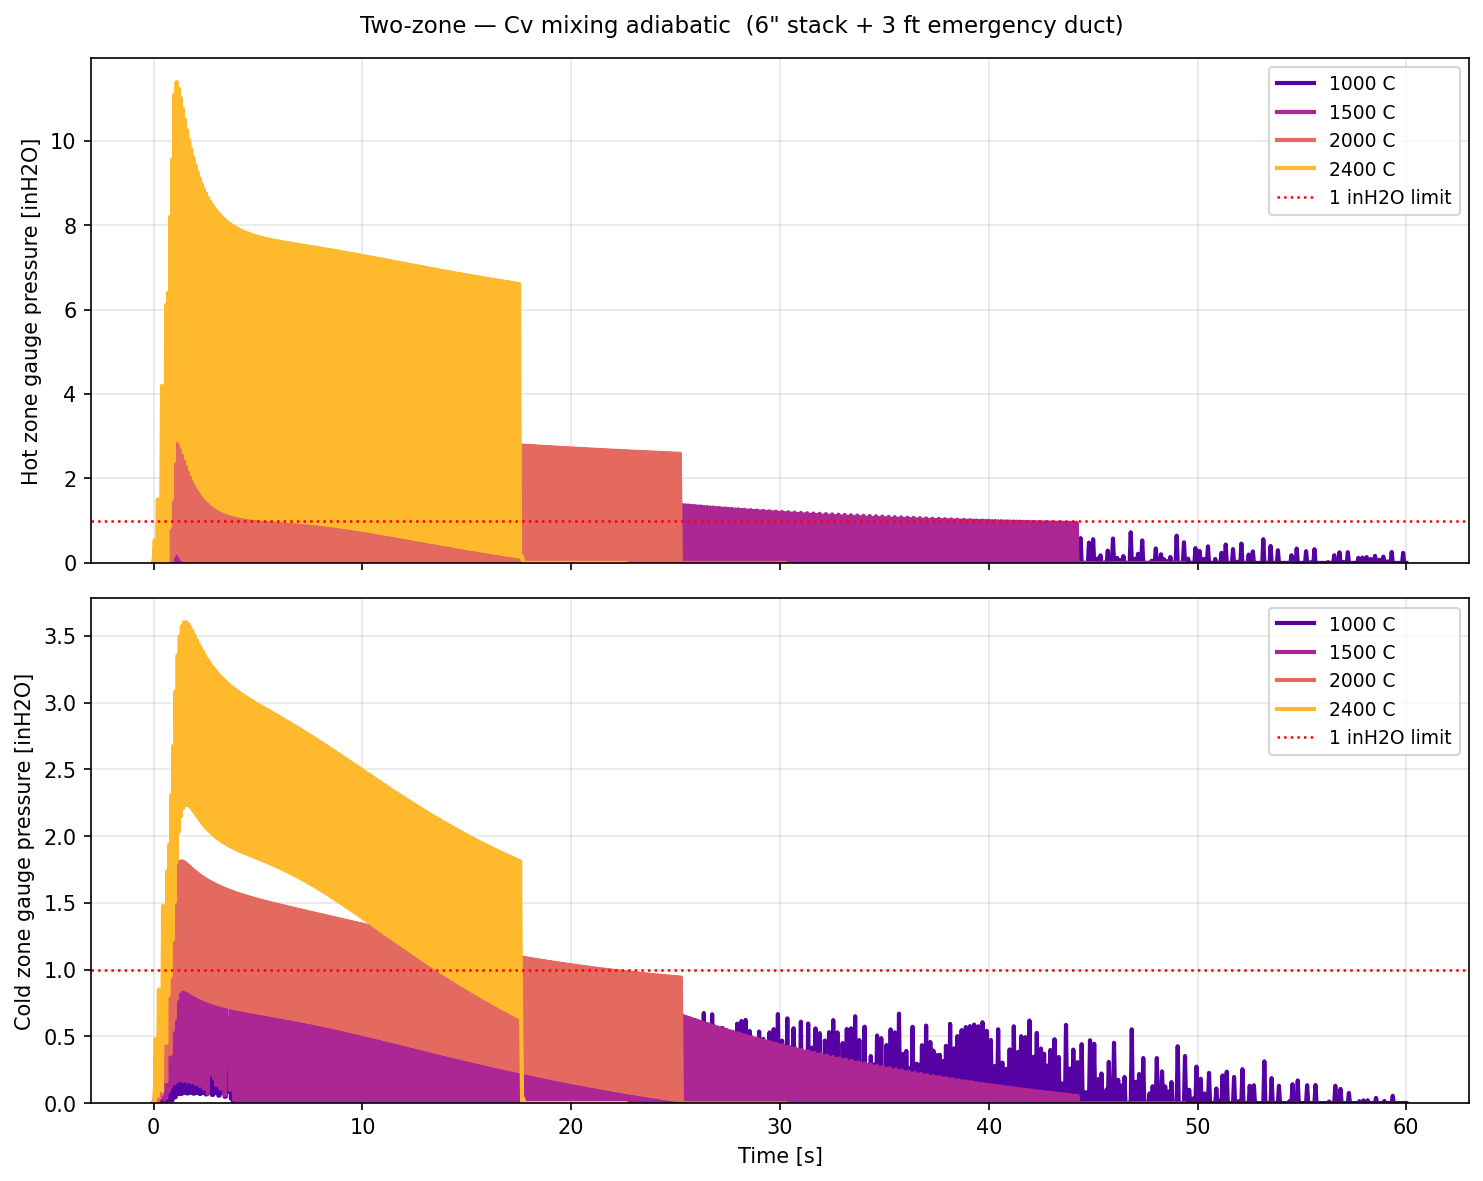 Two-zone — Cv mixing adiabatic  (6" stack + 3 ft emergency duct)
Hot zone gauge pressure [inH2O]
10
8
6
4
2
0
1000 C
1500 C
2000 C
2400 C
1 inH2O limit
Cold zone gauge pressure [inH2O]
3.5
3.0
2.5
2.0
1.5
1.0
0.5
0.0
1000 C
1500 C
2000 C
2400 C
1 inH2O limit
0 10 20 30 40 50 60
Time [s]